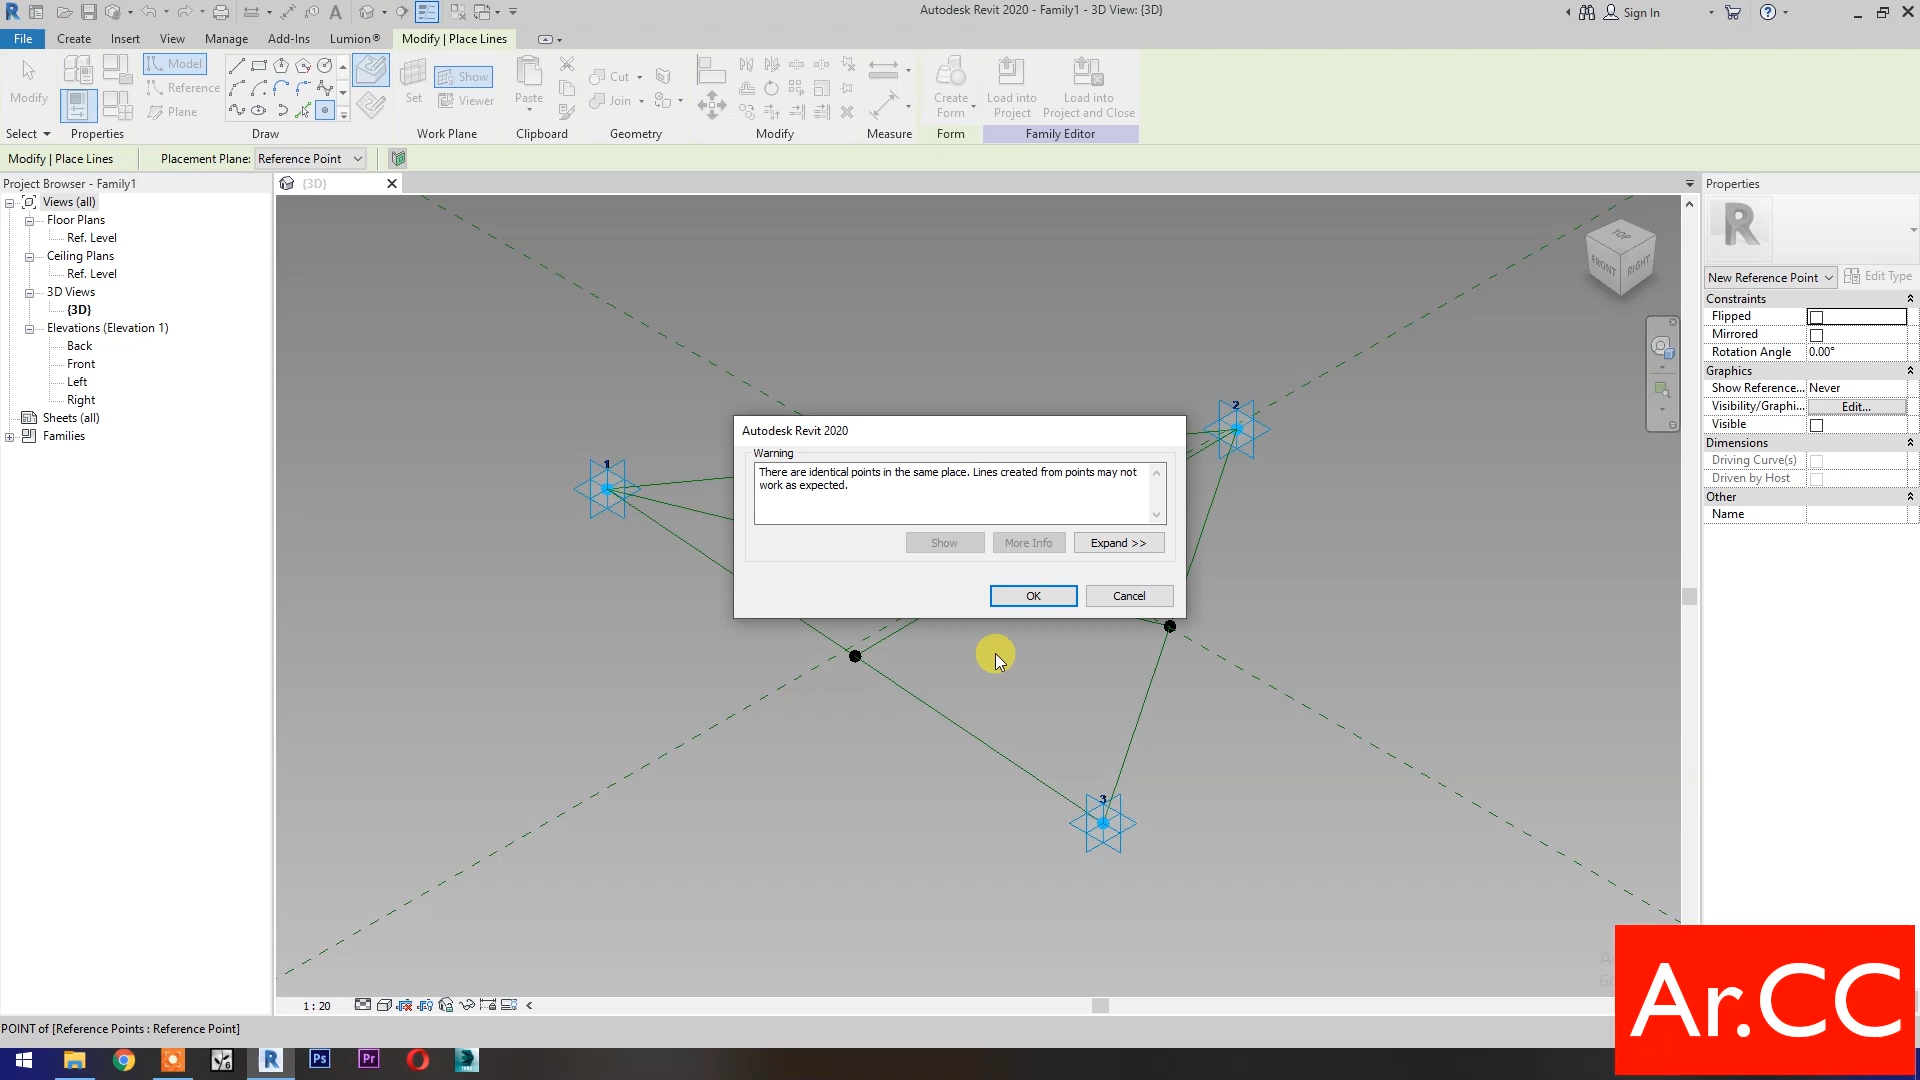 Autodesk Revit 2020 - Family1 - 3D View: {3D}
Sign In
File
Create
Insert
View
Manage
Add-Ins
Lumion®
Modify | Place Lines
Modify
Model
Reference
Plane
Set
Show
Viewer
Paste
Cut
Join
Create
Form
Load into
Project
Load into
Project and Close
Select
Properties
Draw
Work Plane
Clipboard
Geometry
Modify
Measure
Form
Family Editor
Modify | Place Lines
Placement Plane:
Reference Point
Project Browser - Family1
{3D}
Properties
Views (all)
Floor Plans
Ref. Level
Ceiling Plans
Ref. Level
3D Views
{3D}
Elevations (Elevation 1)
Back
Front
Left
Right
Sheets (all)
Families
TOP
FRONT
RIGHT
1
2
3
Autodesk Revit 2020
Warning
There are identical points in the same place. Lines created from points may not
work as expected.
Show
More Info
Expand >>
OK
Cancel
R
New Reference Point
Edit Type
Constraints
Flipped
Mirrored
Rotation Angle
0.00°
Graphics
Show Reference...
Never
Visibility/Graphi...
Edit...
Visible
Dimensions
Driving Curve(s)
Driven by Host
Other
Name
1 : 20
POINT of [Reference Points : Reference Point]
Ar.CC
R
Ps
Pr